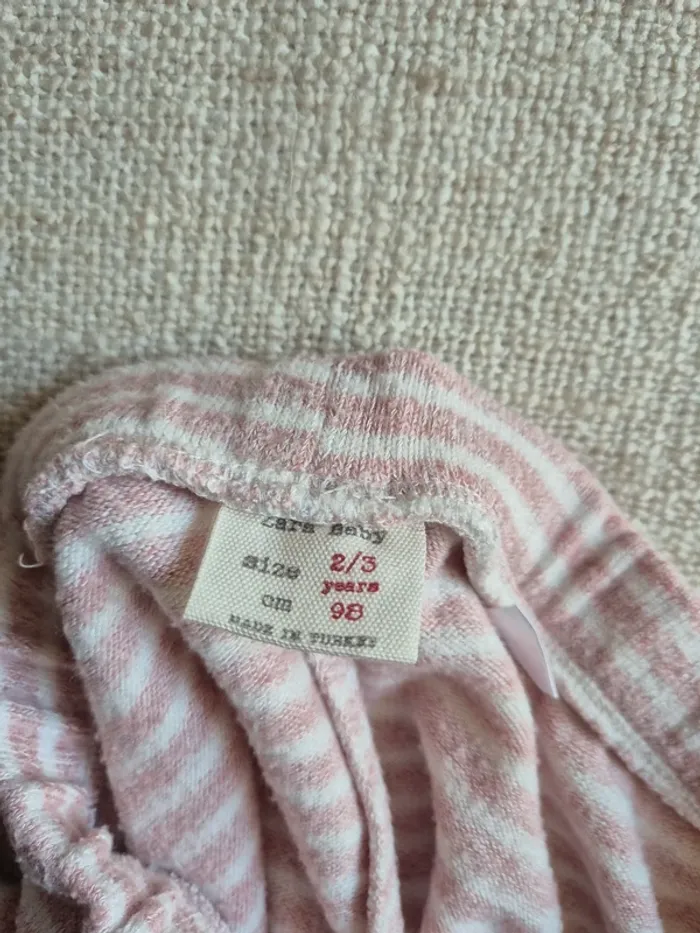 Zara Baby
size 2/3
years
cm 98
MADE IN TURKEY